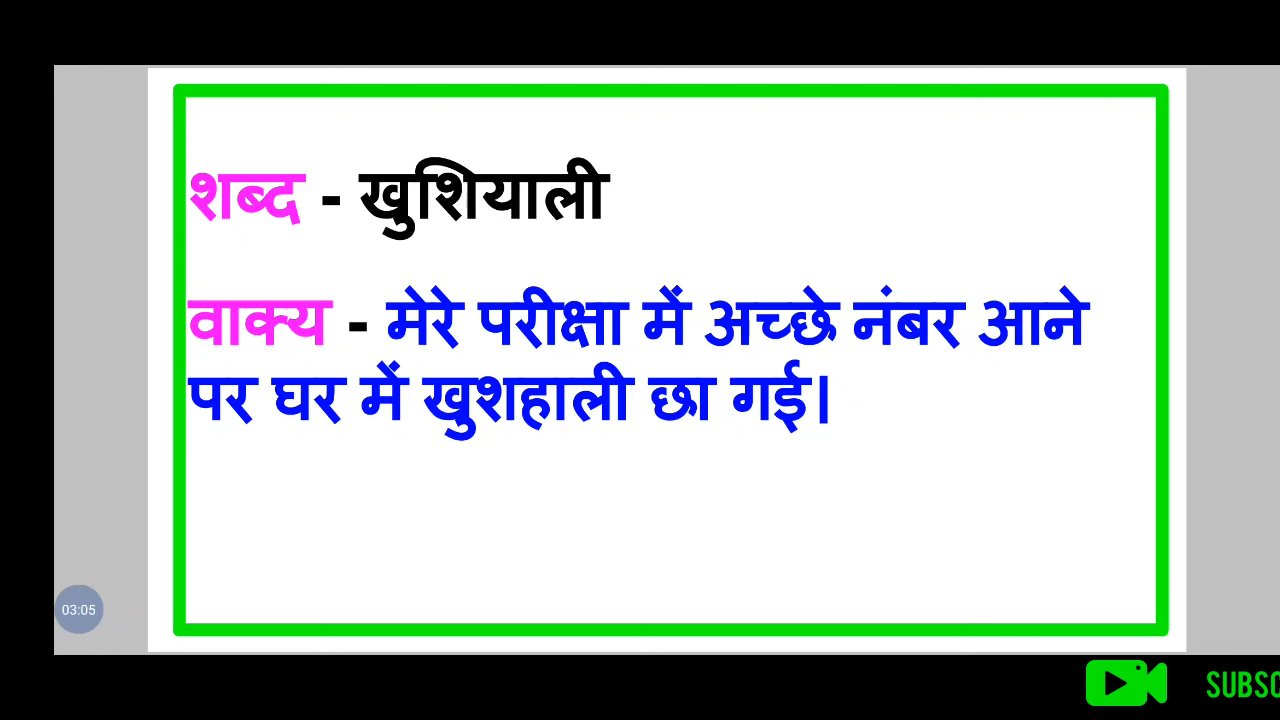 शब्द - खुशियाली
वाक्य - मेरे परीक्षा में अच्छे नंबर आने
पर घर में खुशहाली छा गई।
03:05
SUBSC